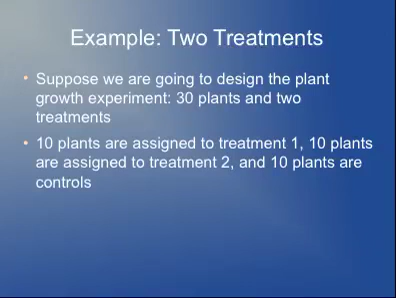 Example: Two Treatments
• Suppose we are going to design the plant
growth experiment: 30 plants and two
treatments
• 10 plants are assigned to treatment 1, 10 plants
are assigned to treatment 2, and 10 plants are
controls